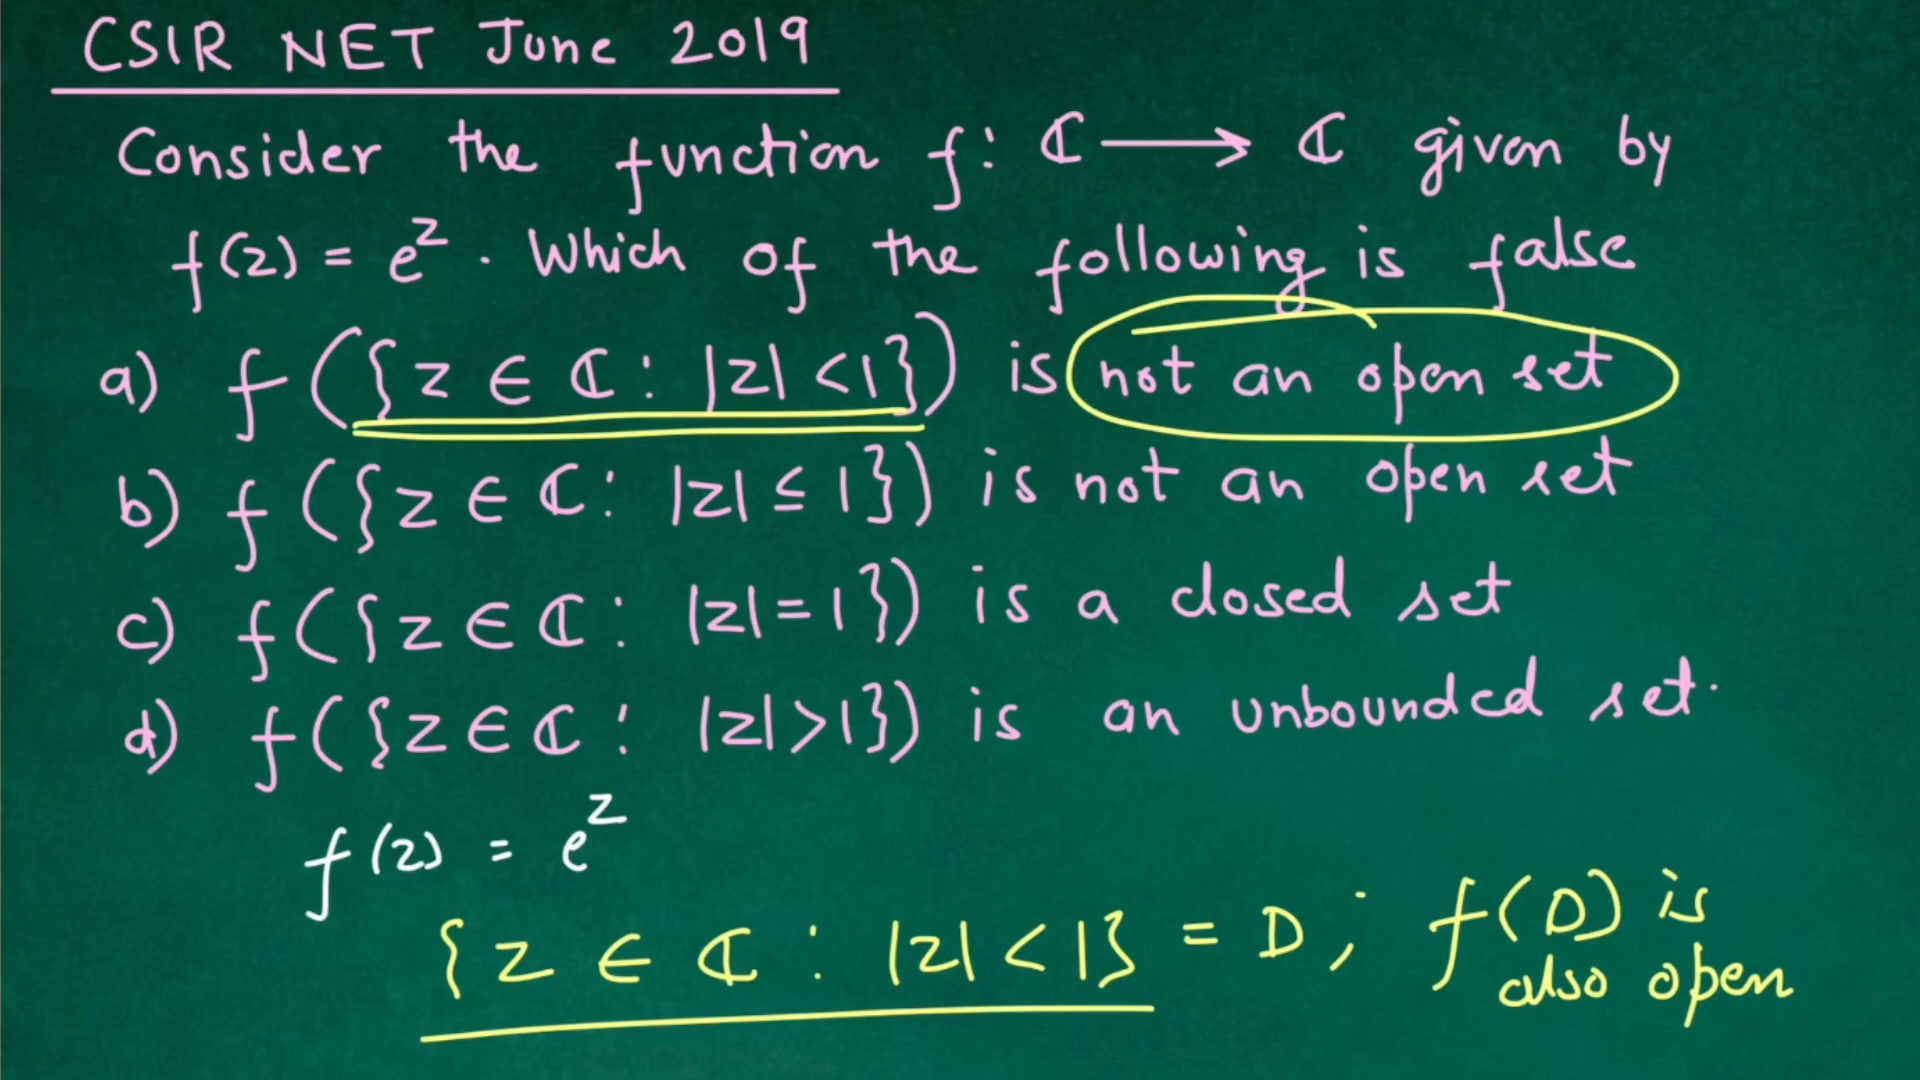 CSIR NET June 2019
Consider the function f: ℂ ⟶ ℂ given by
f(z) = e^z. Which of the following is false
a) f({z ∈ ℂ : |z| < 1}) is not an open set
b) f({z ∈ ℂ : |z| ≤ 1}) is not an open set
c) f({z ∈ ℂ : |z| = 1}) is a closed set
d) f({z ∈ ℂ : |z| > 1}) is an unbounded set.
f(z) = e^z
{z ∈ ℂ : |z| < 1} = D ; f(D) is
also open